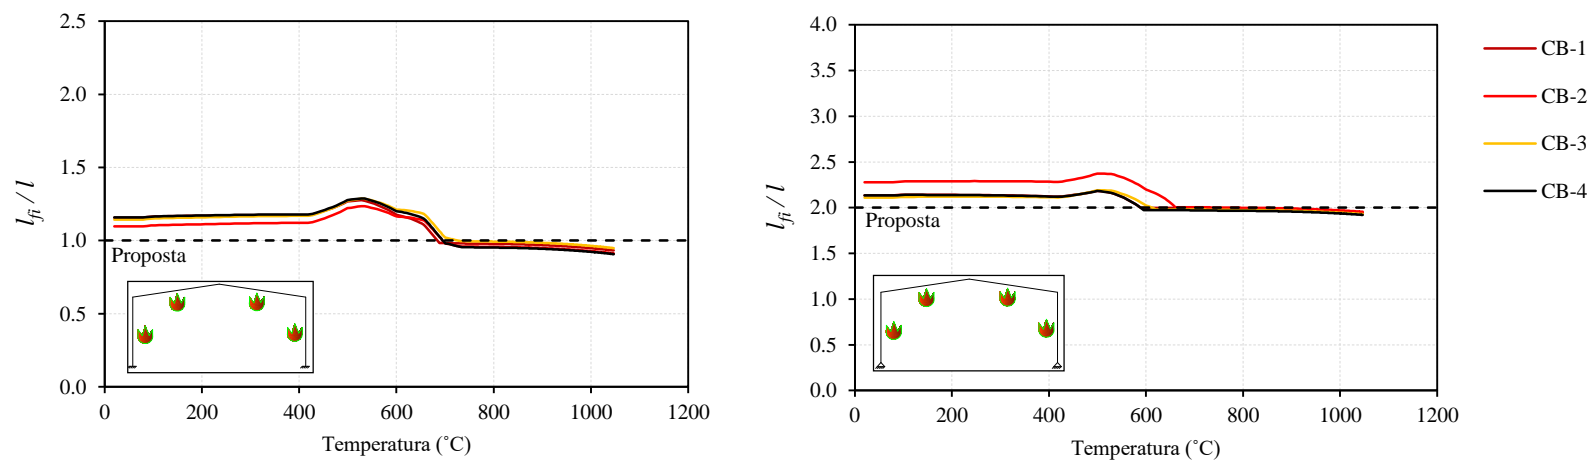 2.5
2.0
1.5
1.0
0.5
0.0
l_fi / l
Proposta
0 200 400 600 800 1000 1200
Temperatura (˚C)
4.0
3.5
3.0
2.5
2.0
1.5
1.0
0.5
0.0
l_fi / l
Proposta
0 200 400 600 800 1000 1200
Temperatura (˚C)
CB-1
CB-2
CB-3
CB-4